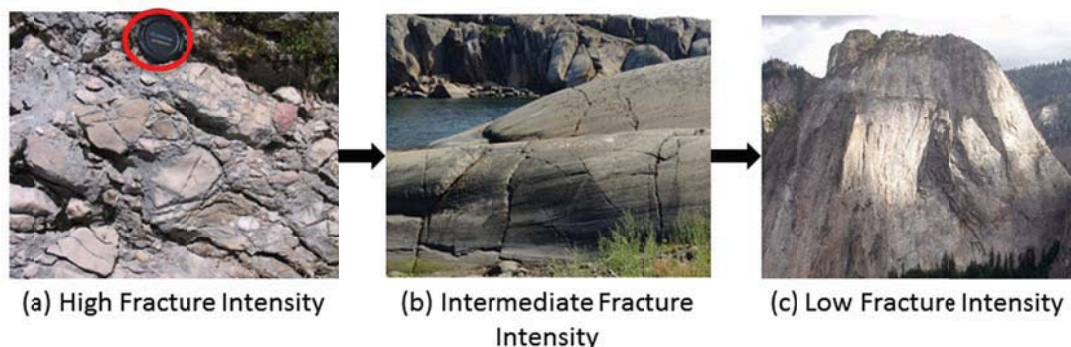 (a) High Fracture Intensity
(b) Intermediate Fracture
Intensity
(c) Low Fracture Intensity